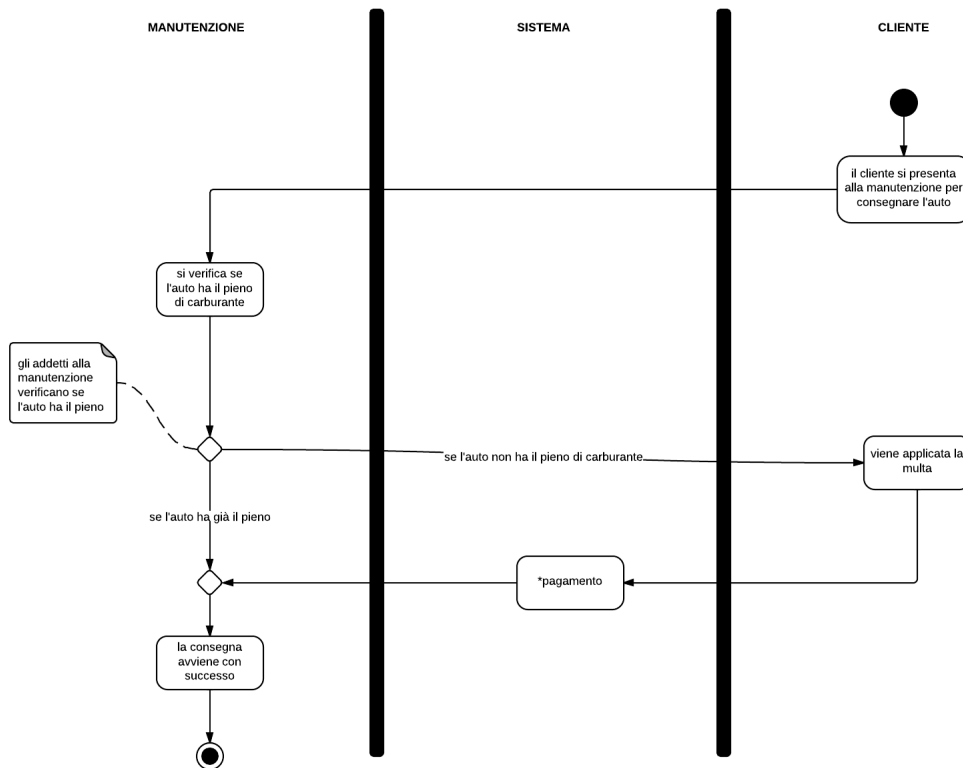 MANUTENZIONE
SISTEMA
CLIENTE
il cliente si presenta
alla manutenzione per
consegnare l'auto
si verifica se
l'auto ha il pieno
di carburante
gli addetti alla
manutenzione
verificano se
l'auto ha il pieno
se l'auto non ha il pieno di carburante
viene applicata la
multa
se l'auto ha già il pieno
*pagamento
la consegna
avviene con
successo